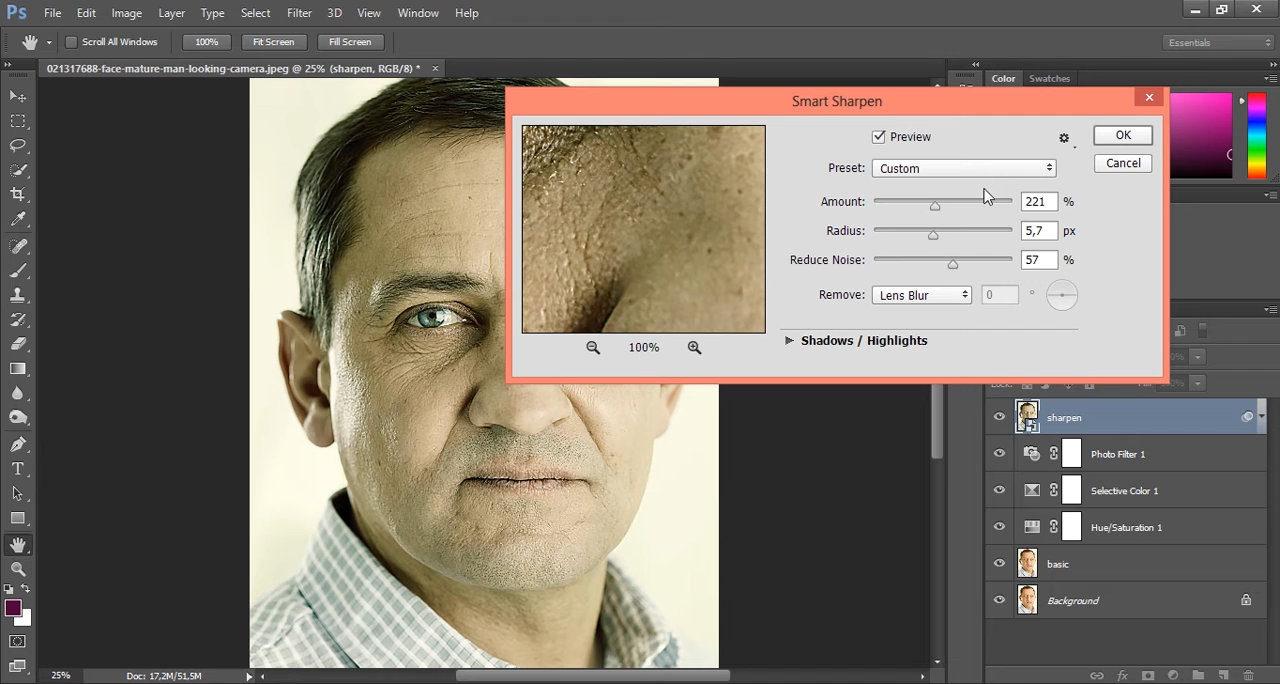 Ps File Edit Image Layer Type Select Filter 3D View Window Help
Scroll All Windows 100% Fit Screen Fill Screen Essentials
021317688-face-mature-man-looking-camera.jpeg @ 25% (sharpen, RGB/8) *
Color Swatches
Smart Sharpen
Preview
OK
Preset: Custom
Cancel
Amount: 221 %
Radius: 5,7 px
Reduce Noise: 57 %
Remove: Lens Blur 0 °
Shadows / Highlights
100%
sharpen
Photo Filter 1
Selective Color 1
Hue/Saturation 1
basic
Background
T
fx
25% Doc: 17,2M/51,5M